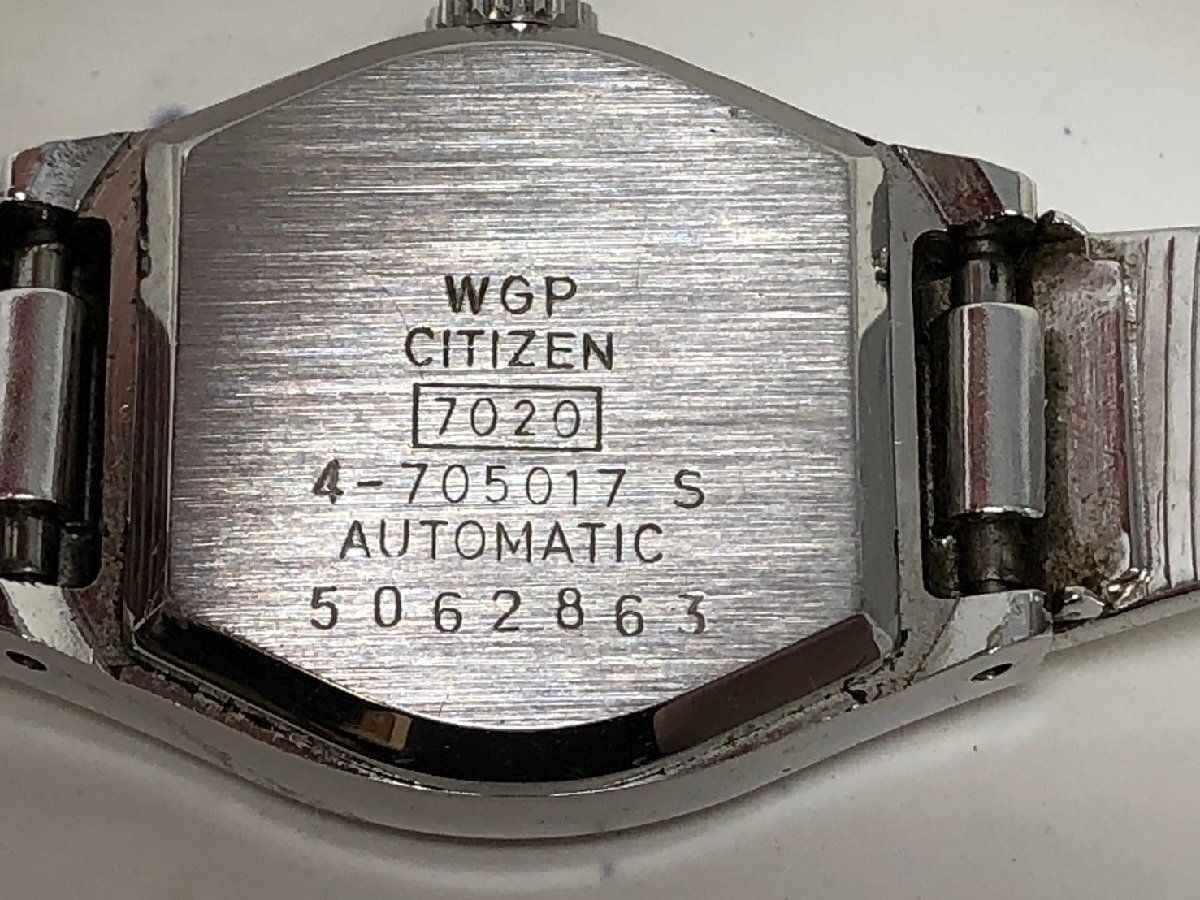 WGP
CITIZEN
7020
4-705017 S
AUTOMATIC
5062863